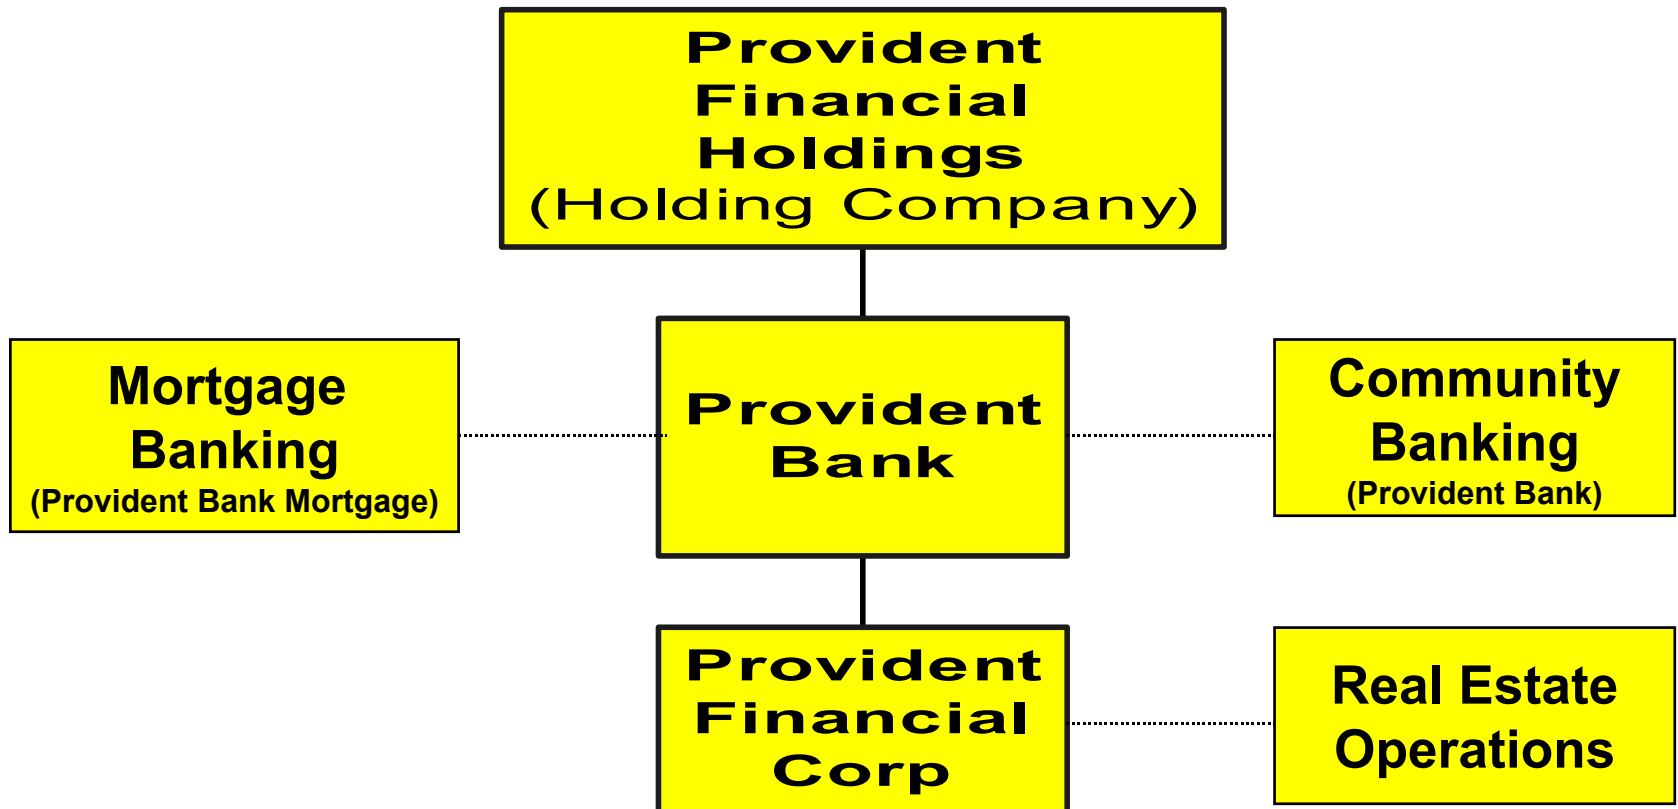 Provident
Financial
Holdings
(Holding Company)
Mortgage
Banking
(Provident Bank Mortgage)
Provident
Bank
Community
Banking
(Provident Bank)
Provident
Financial
Corp
Real Estate
Operations